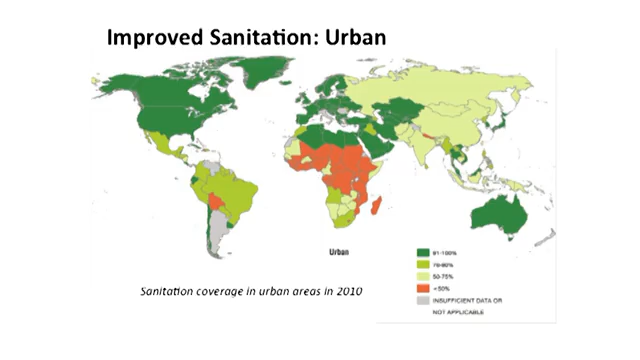 Improved Sanitation: Urban
Urban
91-100%
76-90%
50-75%
<50%
INSUFFICIENT DATA OR
NOT APPLICABLE
Sanitation coverage in urban areas in 2010